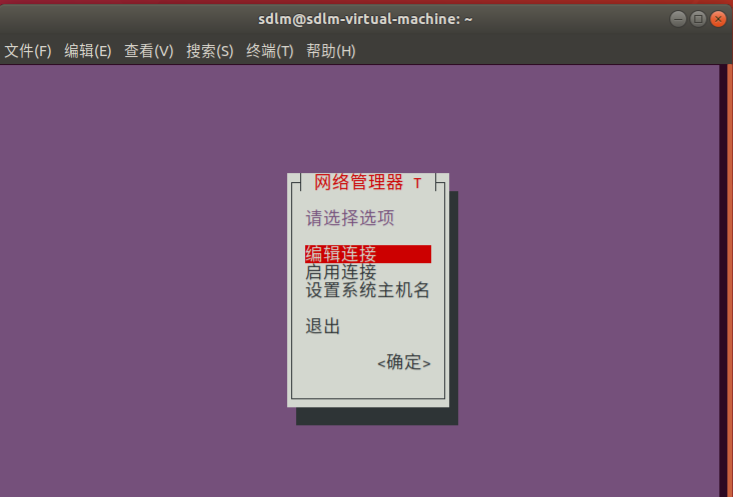 sdlm@sdlm-virtual-machine: ~
文件(F) 编辑(E) 查看(V) 搜索(S) 终端(T) 帮助(H)
网络管理器 T
请选择选项
编辑连接
启用连接
设置系统主机名
退出
<确定>